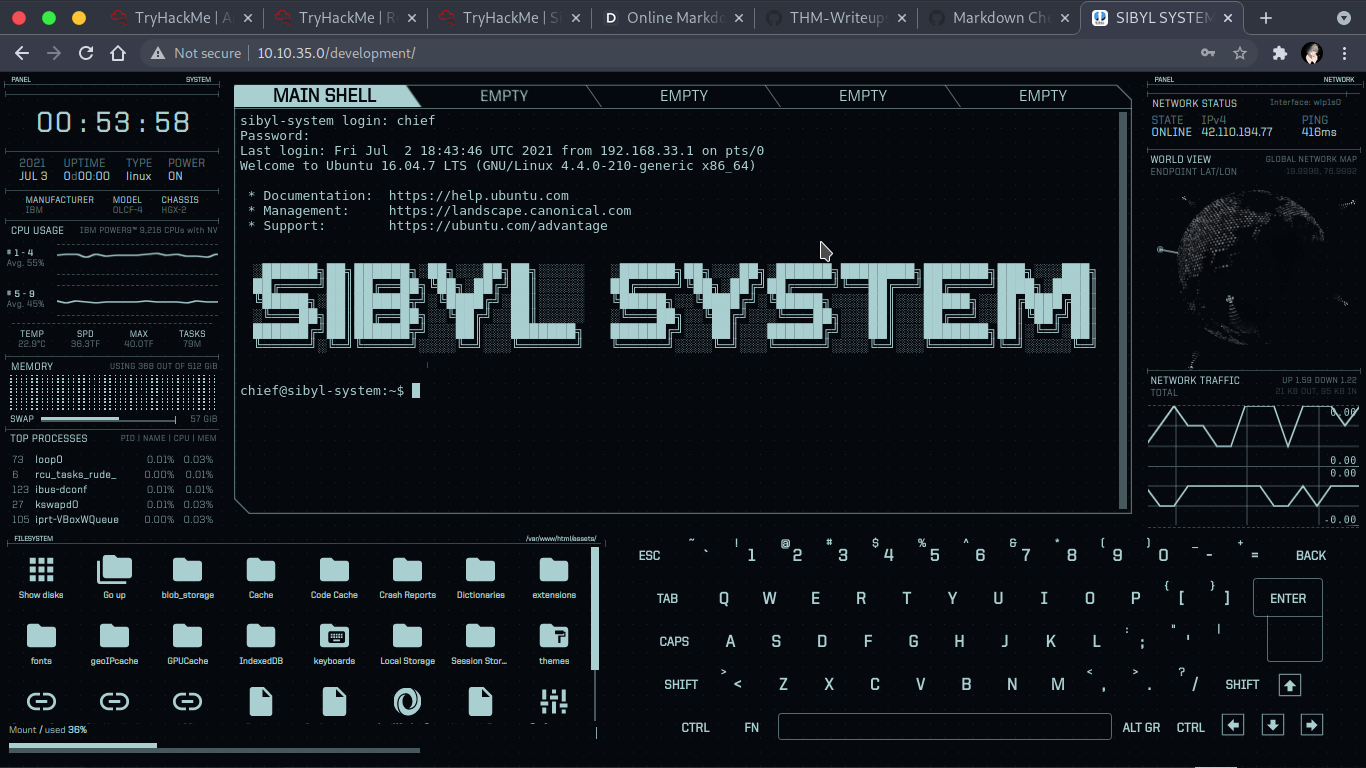 TryHackMe | A
TryHackMe | R
TryHackMe | Si
Online Markdo
THM-Writeups
Markdown Che
SIBYL SYSTEM
Not secure | 10.10.35.0/development/
PANEL SYSTEM
00:53:58
2021 UPTIME TYPE POWER
JUL 3 0d00:00 linux ON
MANUFACTURER MODEL CHASSIS
IBM OLCF-4 HGX-2
CPU USAGE IBM POWER9™ 9,216 CPUs with NV
# 1 - 4
Avg. 55%
# 5 - 9
Avg. 45%
TEMP SPD MAX TASKS
22.9°C 36.3TF 40.0TF 79M
MEMORY USING 368 OUT OF 512 GiB
SWAP 57 GiB
TOP PROCESSES PID | NAME | CPU | MEM
73 loop0 0.01% 0.03%
6 rcu_tasks_rude_ 0.00% 0.01%
123 ibus-dconf 0.01% 0.01%
27 kswapd0 0.01% 0.03%
105 iprt-VBoxWQueue 0.00% 0.03%
MAIN SHELL EMPTY EMPTY EMPTY EMPTY
sibyl-system login: chief
Password:
Last login: Fri Jul  2 18:43:46 UTC 2021 from 192.168.33.1 on pts/0
Welcome to Ubuntu 16.04.7 LTS (GNU/Linux 4.4.0-210-generic x86_64)
* Documentation:  https://help.ubuntu.com
* Management:     https://landscape.canonical.com
* Support:        https://ubuntu.com/advantage
SIBYL SYSTEM
chief@sibyl-system:~$
PANEL NETWORK
NETWORK STATUS Interface: wlp1s0
STATE IPv4 PING
ONLINE 42.110.194.77 416ms
WORLD VIEW GLOBAL NETWORK MAP
ENDPOINT LAT/LON 19.9998, 76.9992
NETWORK TRAFFIC UP 1.59 DOWN 1.22
TOTAL 21 KB OUT, 95 KB IN
0.00
0.00
0.00
-0.00
FILESYSTEM /var/www/html/assets/
Show disks Go up blob_storage Cache Code Cache Crash Reports Dictionaries extensions
fonts geoIPcache GPUCache IndexedDB keyboards Local Storage Session Stor... themes
Mount / used 36%
ESC ~ ` ! 1 @ 2 # 3 $ 4 % 5 ^ 6 & 7 * 8 ( 9 ) 0 _ - + = BACK
TAB Q W E R T Y U I O P { [ } ] ENTER
CAPS A S D F G H J K L : ; " ' |
SHIFT > < Z X C V B N M < , > . ? / SHIFT
CTRL FN ALT GR CTRL